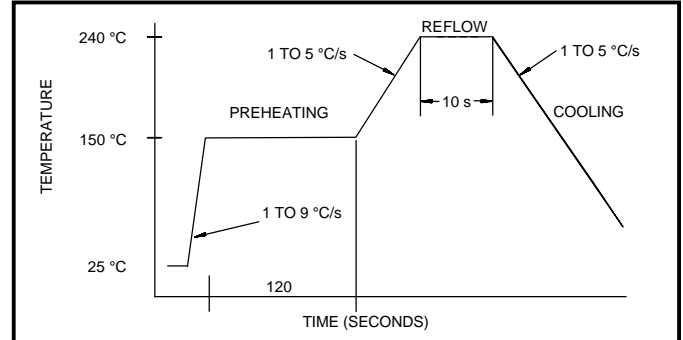 REFLOW
240 °C
1 TO 5 °C/s
1 TO 5 °C/s
10 s
PREHEATING
COOLING
TEMPERATURE
150 °C
1 TO 9 °C/s
25 °C
120
TIME (SECONDS)